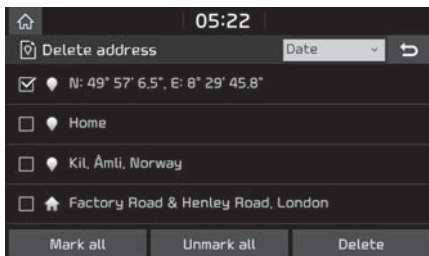 05:22
Delete address Date
N: 49° 57' 6,5", E: 8° 29' 45,8"
Home
Kil, Åmli, Norway
Factory Road & Henley Road, London
Mark all Unmark all Delete